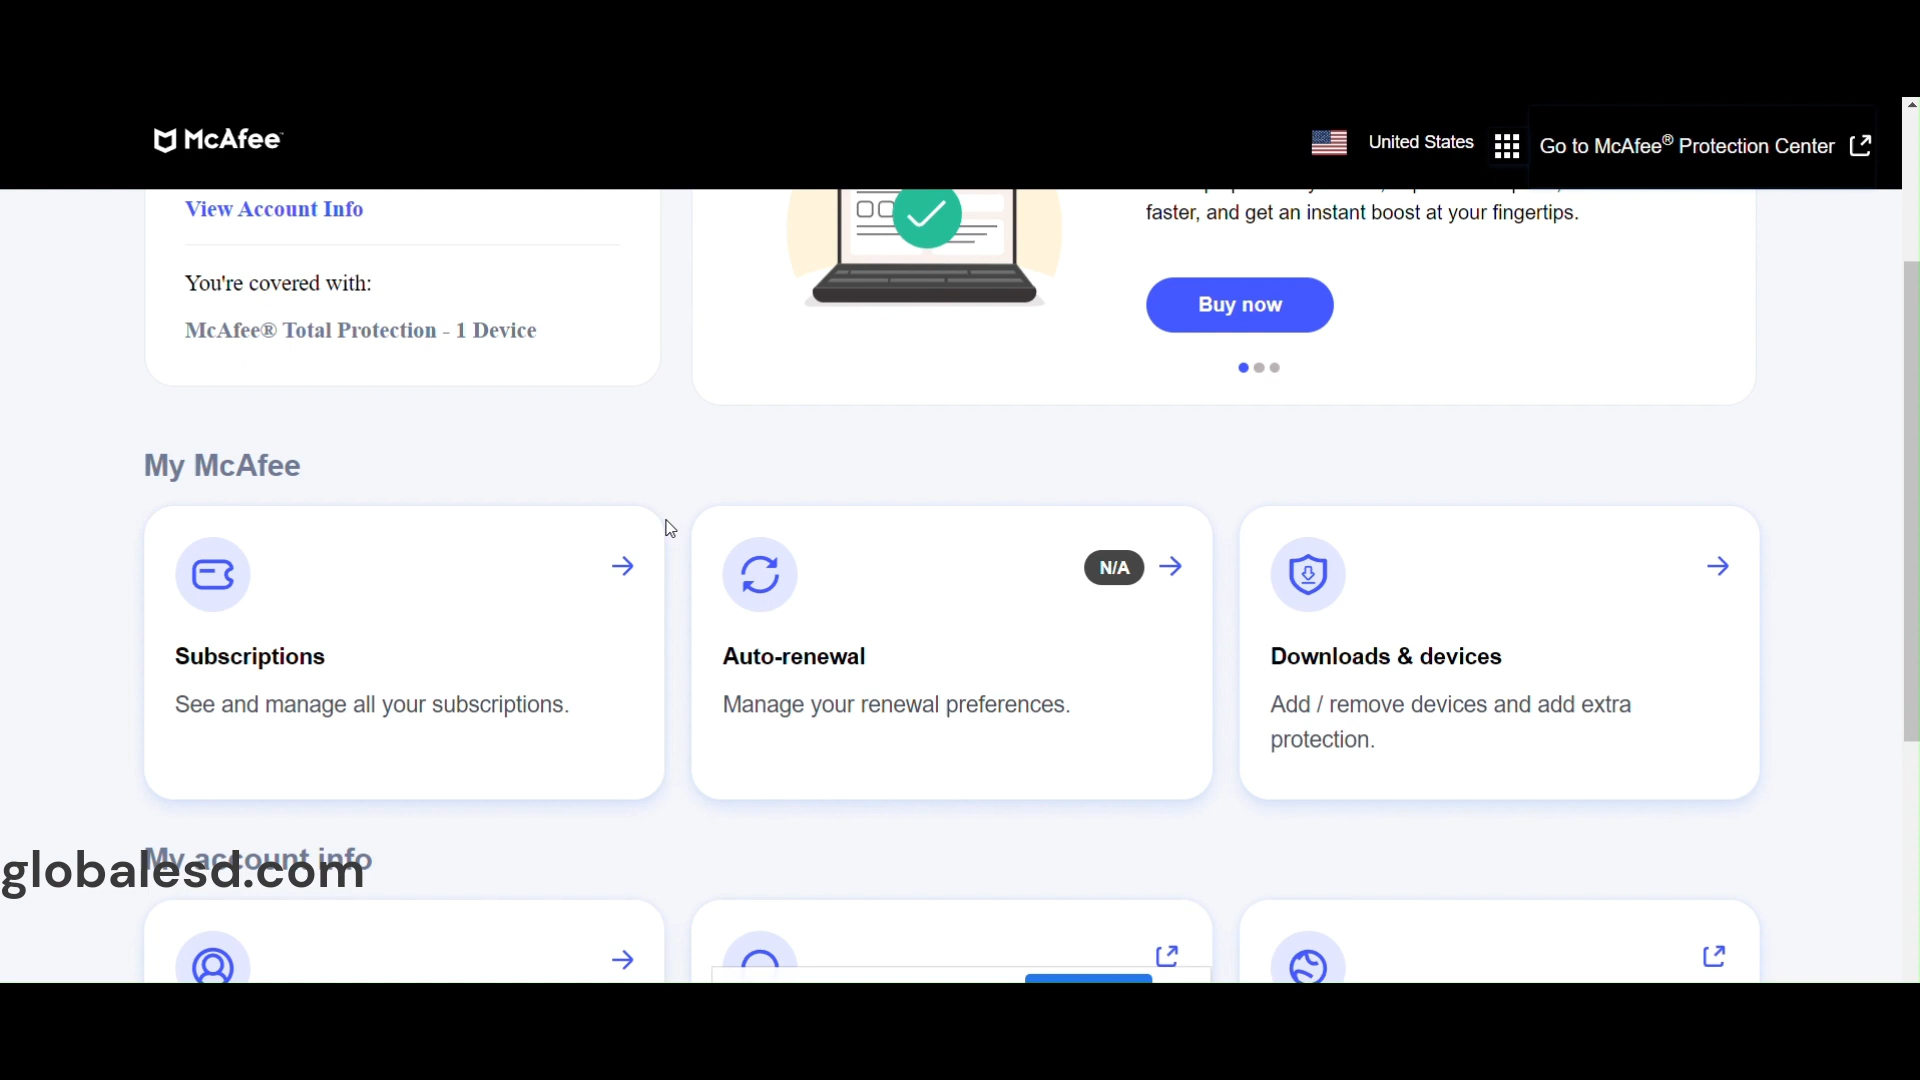 McAfee
United States
Go to McAfee® Protection Center
View Account Info
You're covered with:
McAfee® Total Protection - 1 Device
faster, and get an instant boost at your fingertips.
Buy now
My McAfee
Subscriptions
See and manage all your subscriptions.
N/A
Auto-renewal
Manage your renewal preferences.
Downloads & devices
Add / remove devices and add extra
protection.
My account info
globalesd.com